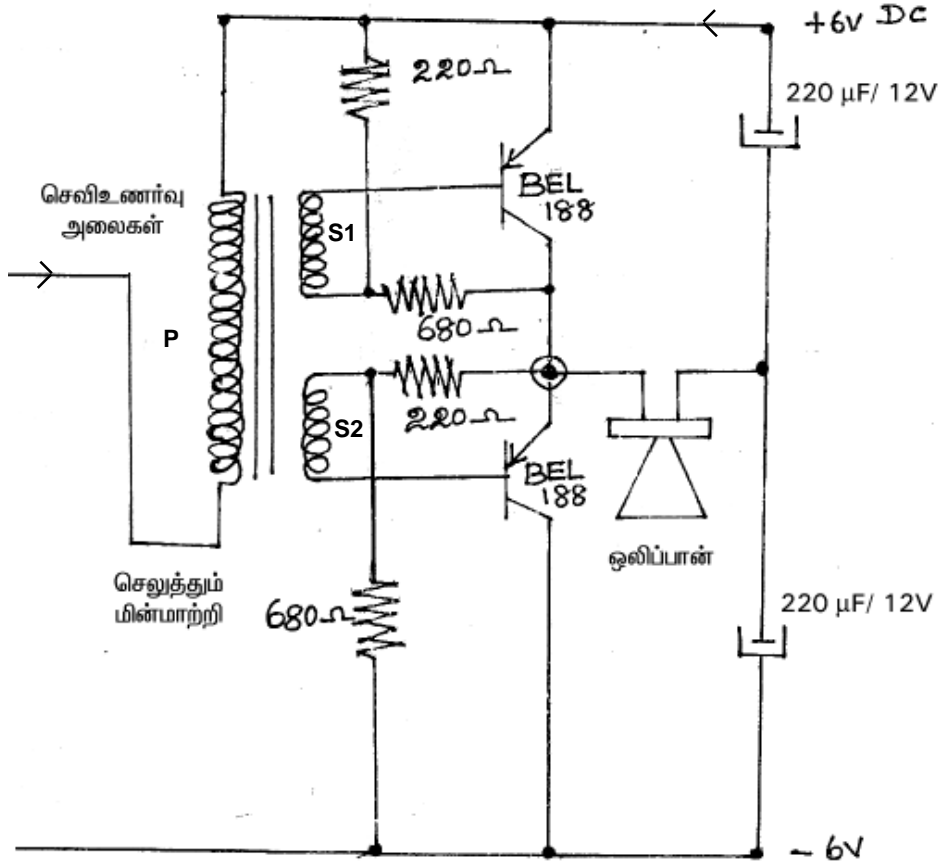 +6V DC
220Ω
220 µF/ 12V
செவிஉணர்வு
அலைகள்
BEL
188
S1
680Ω
P
220Ω
S2
BEL
188
ஒலிப்பான்
செலுத்தும்
மின்மாற்றி
680Ω
220 µF/ 12V
- 6V